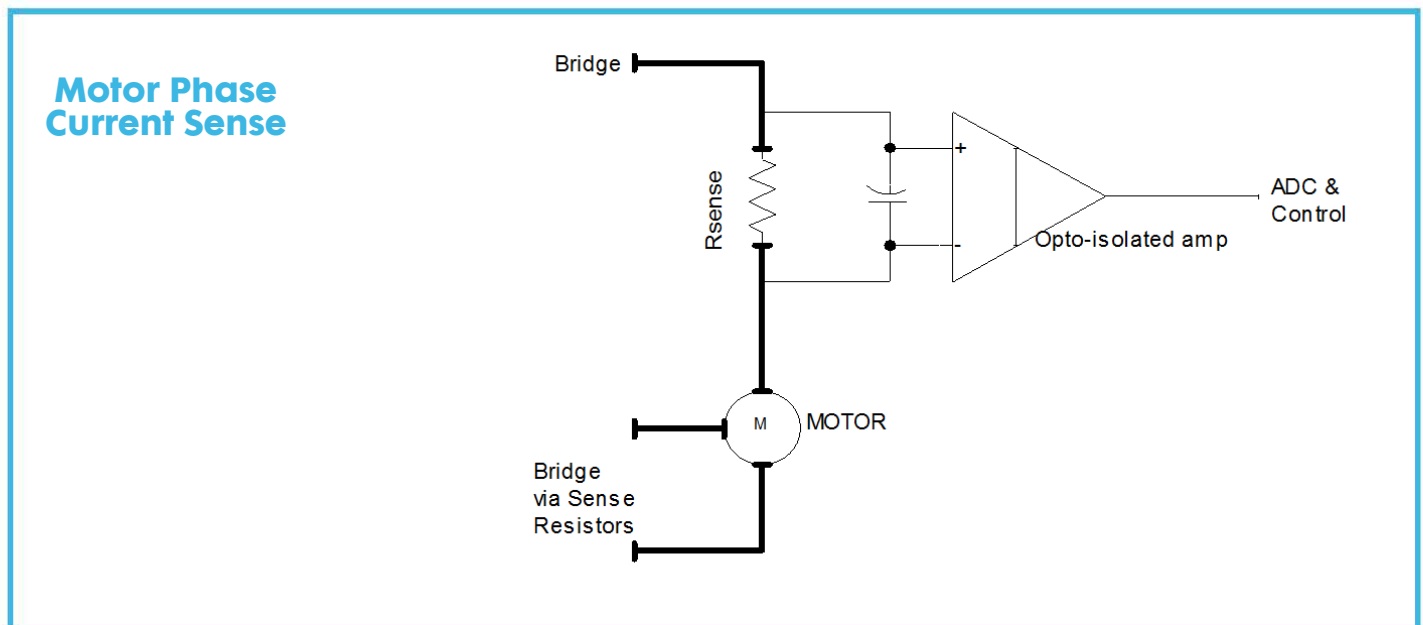 Motor Phase
Current Sense
Bridge
Rsense
+
-
Opto-isolated amp
ADC &
Control
M
MOTOR
Bridge
via Sense
Resistors